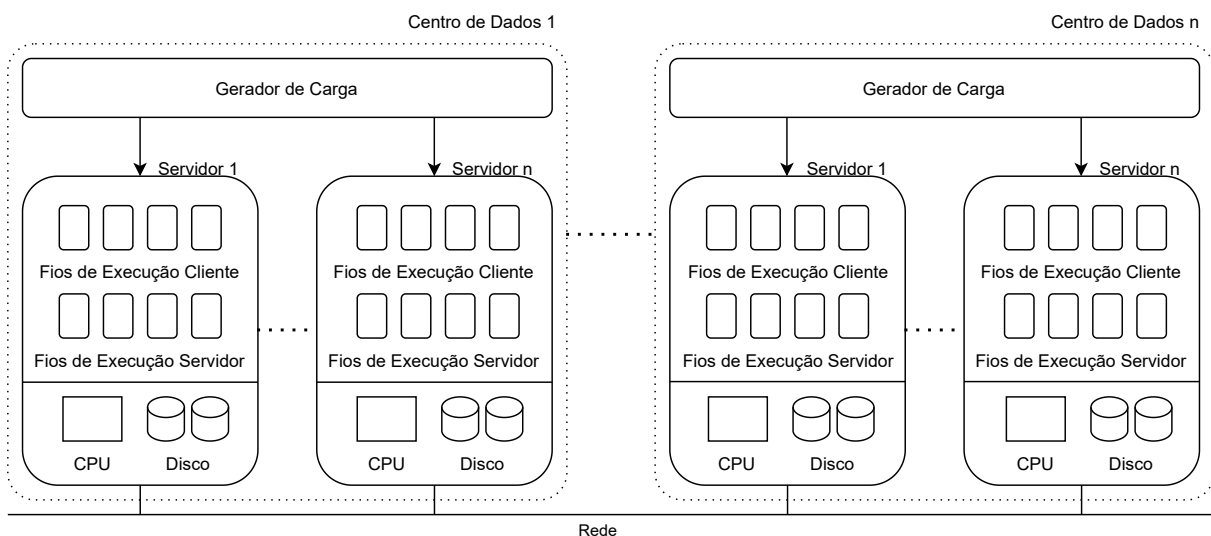 Centro de Dados 1
Centro de Dados n
Gerador de Carga
Gerador de Carga
Servidor 1
Servidor n
Servidor 1
Servidor n
Fios de Execução Cliente
Fios de Execução Cliente
Fios de Execução Cliente
Fios de Execução Cliente
Fios de Execução Servidor
Fios de Execução Servidor
Fios de Execução Servidor
Fios de Execução Servidor
CPU
Disco
CPU
Disco
CPU
Disco
CPU
Disco
Rede